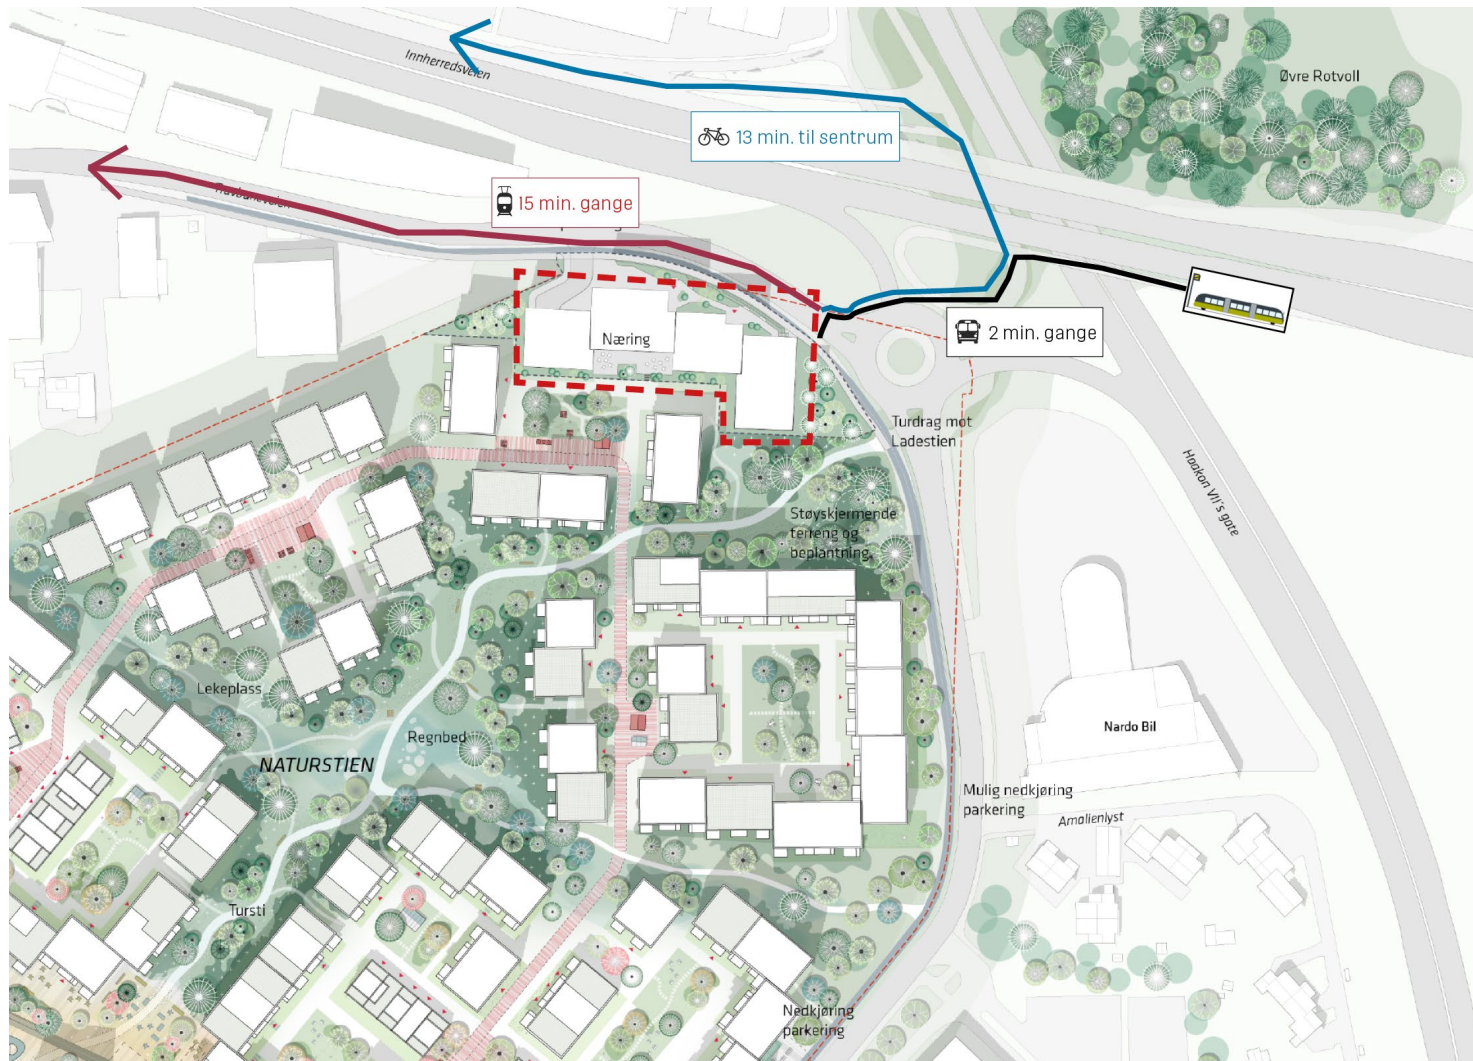 Innherredsveien
Øvre Rotvoll
13 min. til sentrum
15 min. gange
Næring
2 min. gange
Turdrag mot
Ladestien
Haakon VII's gate
Støyskjermende
terreng og
beplantning
Lekeplass
Regnbed
NATURSTIEN
Nardo Bil
Mulig nedkjøring
parkering
Amalienlyst
Tursti
Nedkjøring
parkering